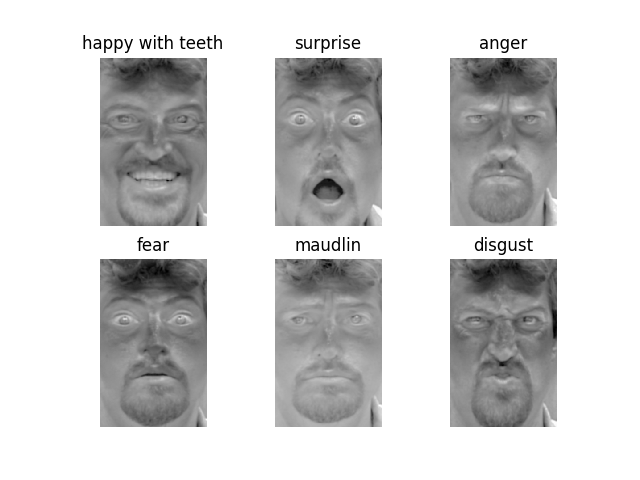 happy with teeth
surprise
anger
fear
maudlin
disgust